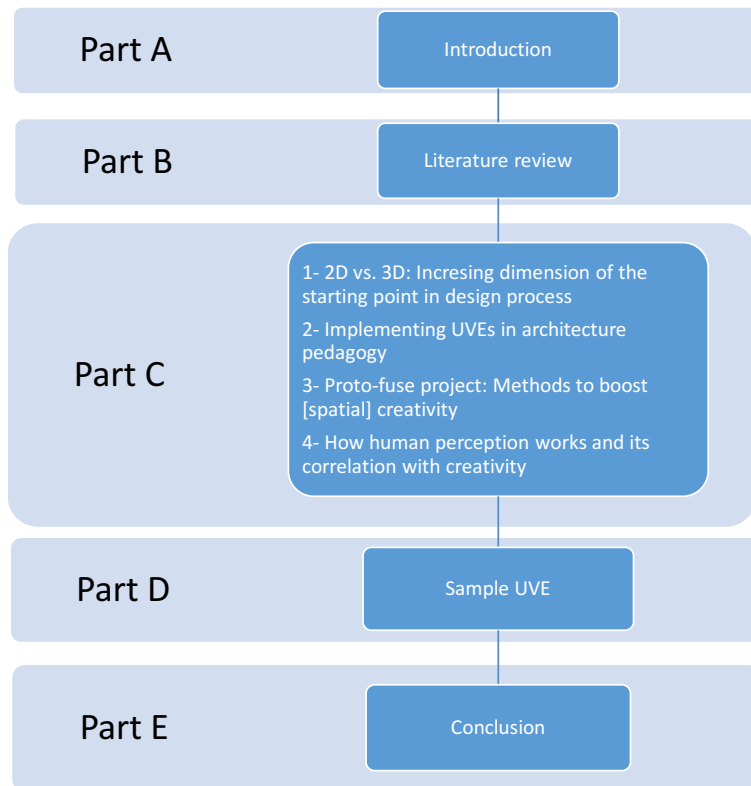 Part A
Introduction
Part B
Literature review
Part C
1- 2D vs. 3D: Incresing dimension of the
starting point in design process
2- Implementing UVEs in architecture
pedagogy
3- Proto-fuse project: Methods to boost
[spatial] creativity
4- How human perception works and its
correlation with creativity
Part D
Sample UVE
Part E
Conclusion